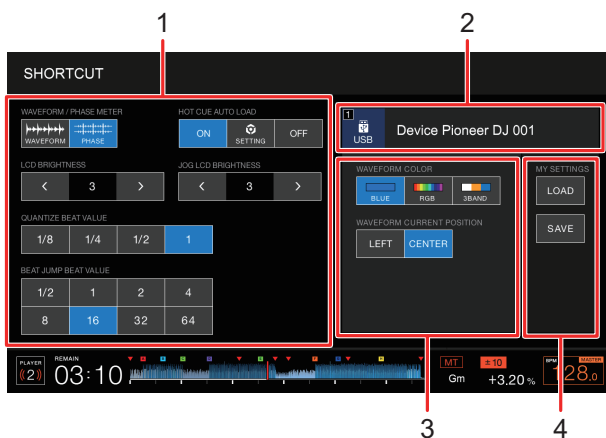 1
2
SHORTCUT
WAVEFORM / PHASE METER
HOT CUE AUTO LOAD
WAVEFORM
PHASE
ON
SETTING
OFF
LCD BRIGHTNESS
JOG LCD BRIGHTNESS
< 3 >
< 3 >
QUANTIZE BEAT VALUE
1/8 1/4 1/2 1
BEAT JUMP BEAT VALUE
1/2 1 2 4
8 16 32 64
1
USB
Device Pioneer DJ 001
WAVEFORM COLOR
BLUE RGB 3BAND
WAVEFORM CURRENT POSITION
LEFT CENTER
MY SETTINGS
LOAD
SAVE
PLAYER
2
REMAIN
03:10
MT
±10
Gm
+3.20 %
BPM
MASTER
128.0
3
4